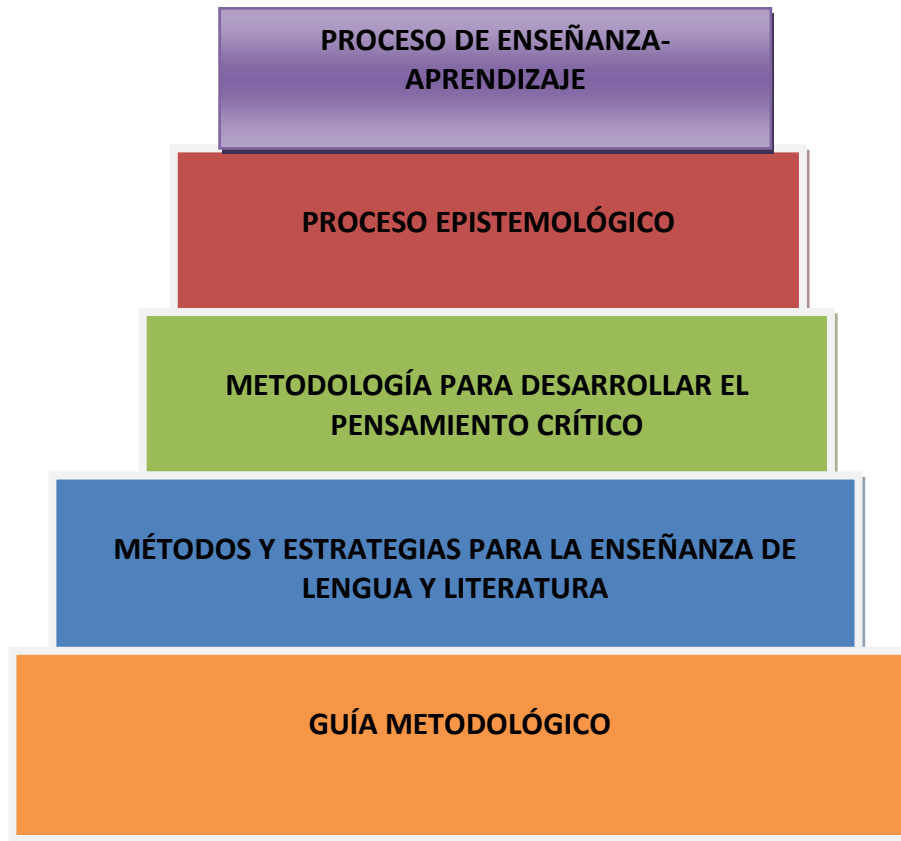 PROCESO DE ENSEÑANZA-
APRENDIZAJE
PROCESO EPISTEMOLÓGICO
METODOLOGÍA PARA DESARROLLAR EL
PENSAMIENTO CRÍTICO
MÉTODOS Y ESTRATEGIAS PARA LA ENSEÑANZA DE
LENGUA Y LITERATURA
GUÍA METODOLÓGICO